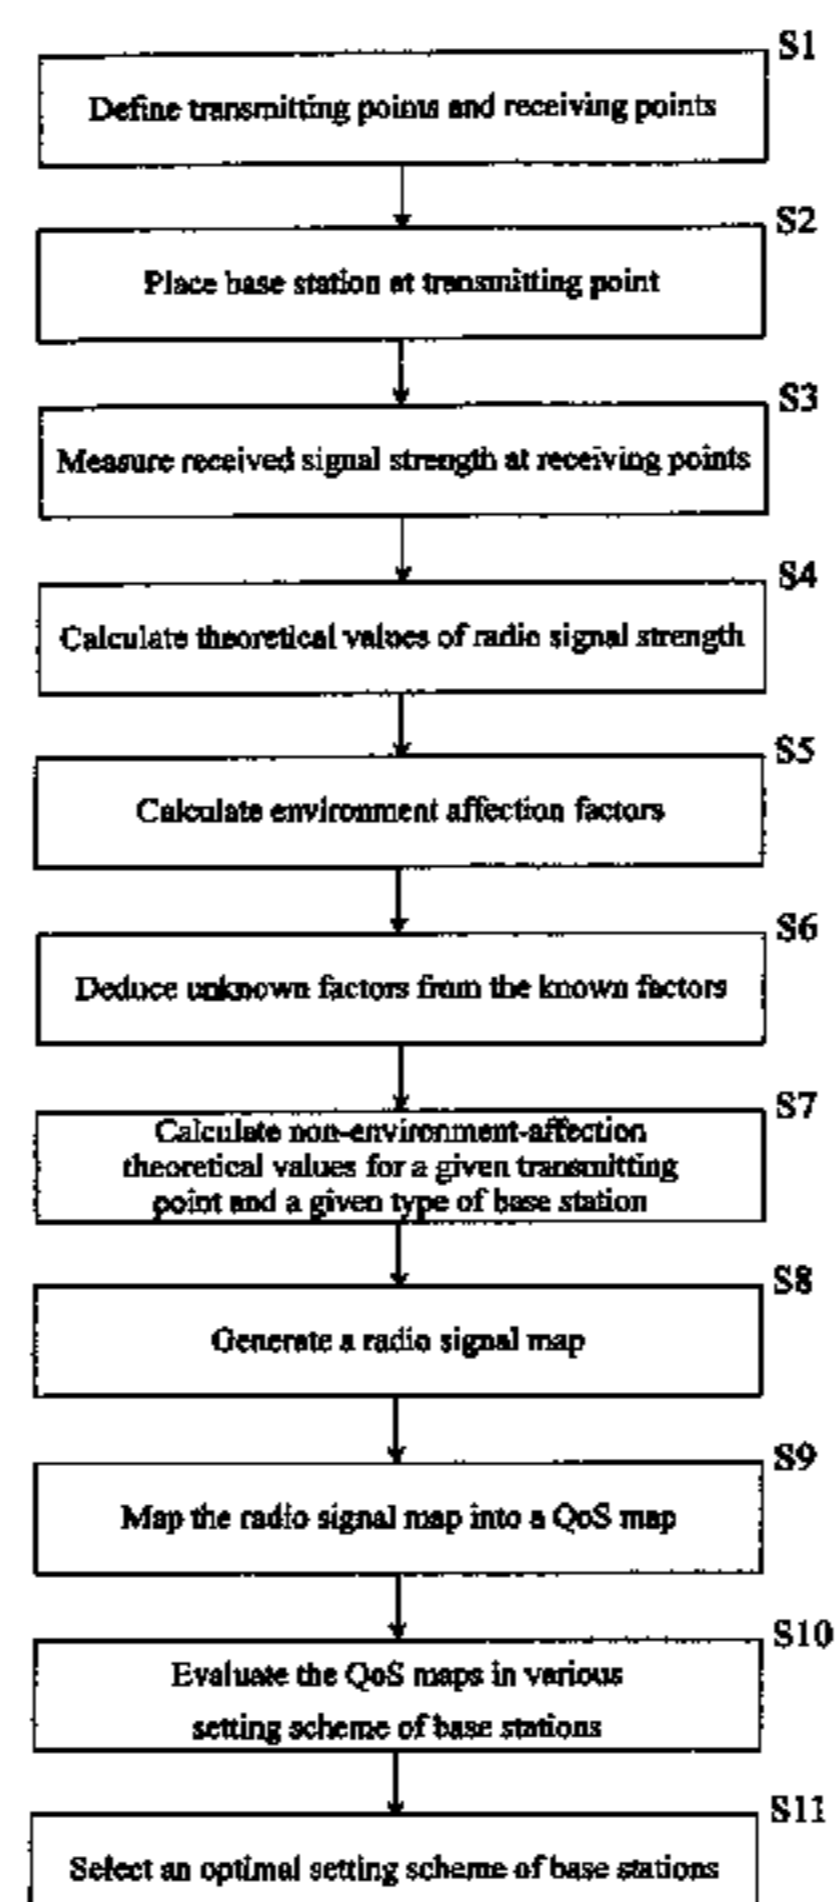 S1
Define transmitting points and receiving points
S2
Place base station at transmitting point
S3
Measure received signal strength at receiving points
S4
Calculate theoretical values of radio signal strength
S5
Calculate environment affection factors
S6
Deduce unknown factors from the known factors
S7
Calculate non-environment-affection
theoretical values for a given transmitting
point and a given type of base station
S8
Generate a radio signal map
S9
Map the radio signal map into a QoS map
S10
Evaluate the QoS maps in various
setting scheme of base stations
S11
Select an optimal setting scheme of base stations